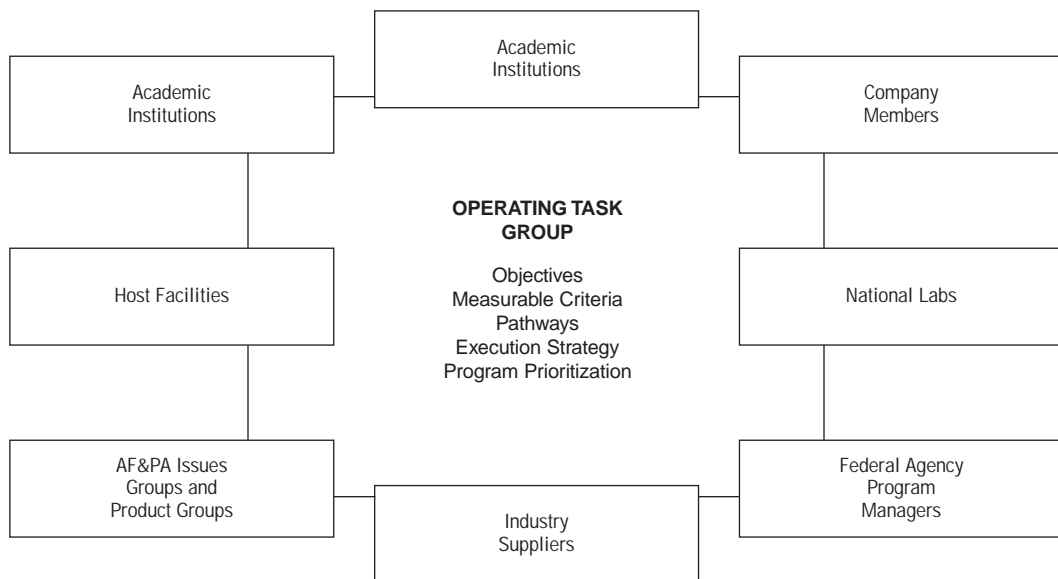 Academic
Institutions
Academic
Institutions
Company
Members
OPERATING TASK
GROUP
Objectives
Measurable Criteria
Pathways
Execution Strategy
Program Prioritization
Host Facilities
National Labs
AF&PA Issues
Groups and
Product Groups
Federal Agency
Program
Managers
Industry
Suppliers